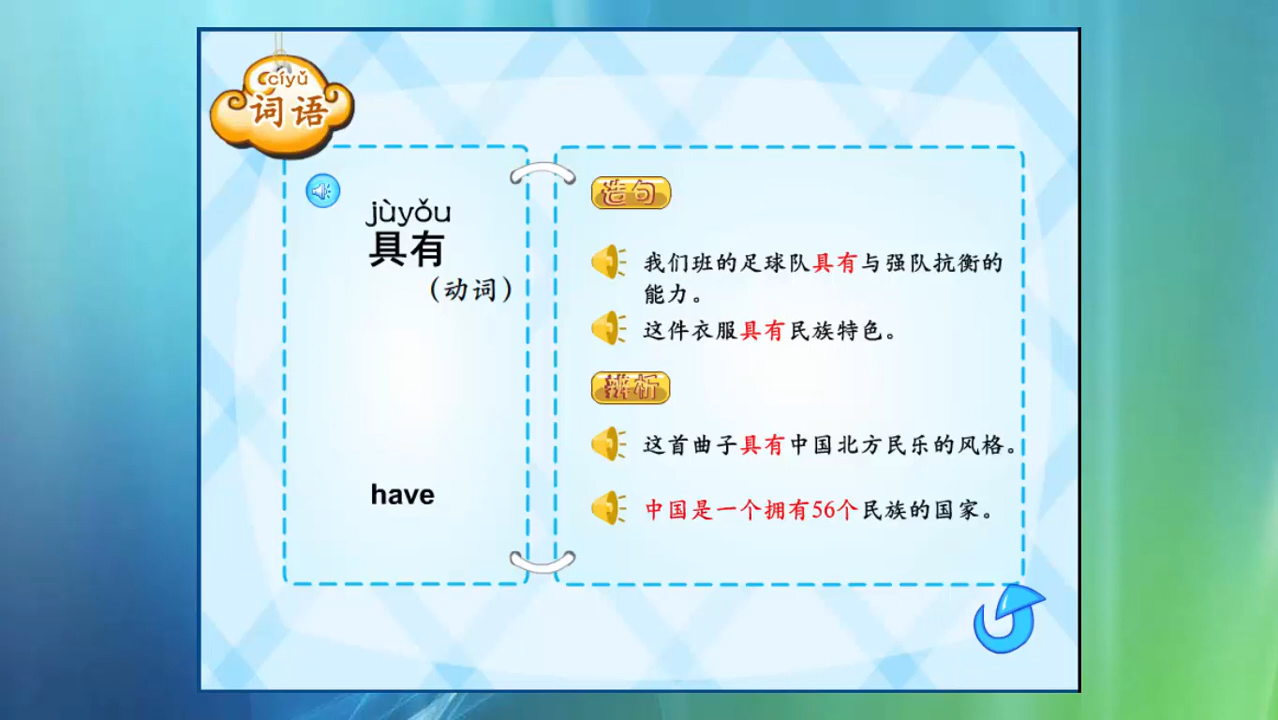 cíyǔ
词语
jùyǒu
具有
（动词）
have
造句
我们班的足球队具有与强队抗衡的
能力。
这件衣服具有民族特色。
辨析
这首曲子具有中国北方民乐的风格。
中国是一个拥有56个民族的国家。